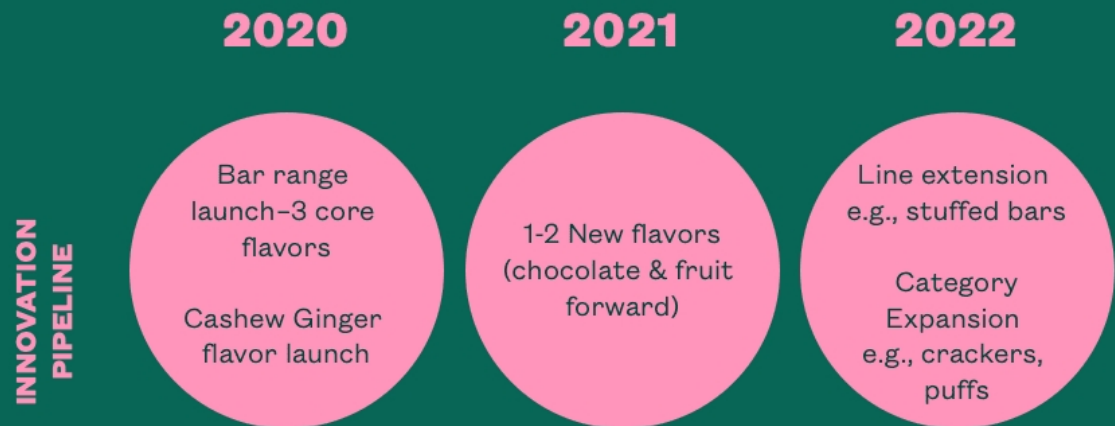 2020
2021
2022
INNOVATION
PIPELINE
Bar range
launch–3 core
flavors
Cashew Ginger
flavor launch
1-2 New flavors
(chocolate & fruit
forward)
Line extension
e.g., stuffed bars
Category
Expansion
e.g., crackers,
puffs